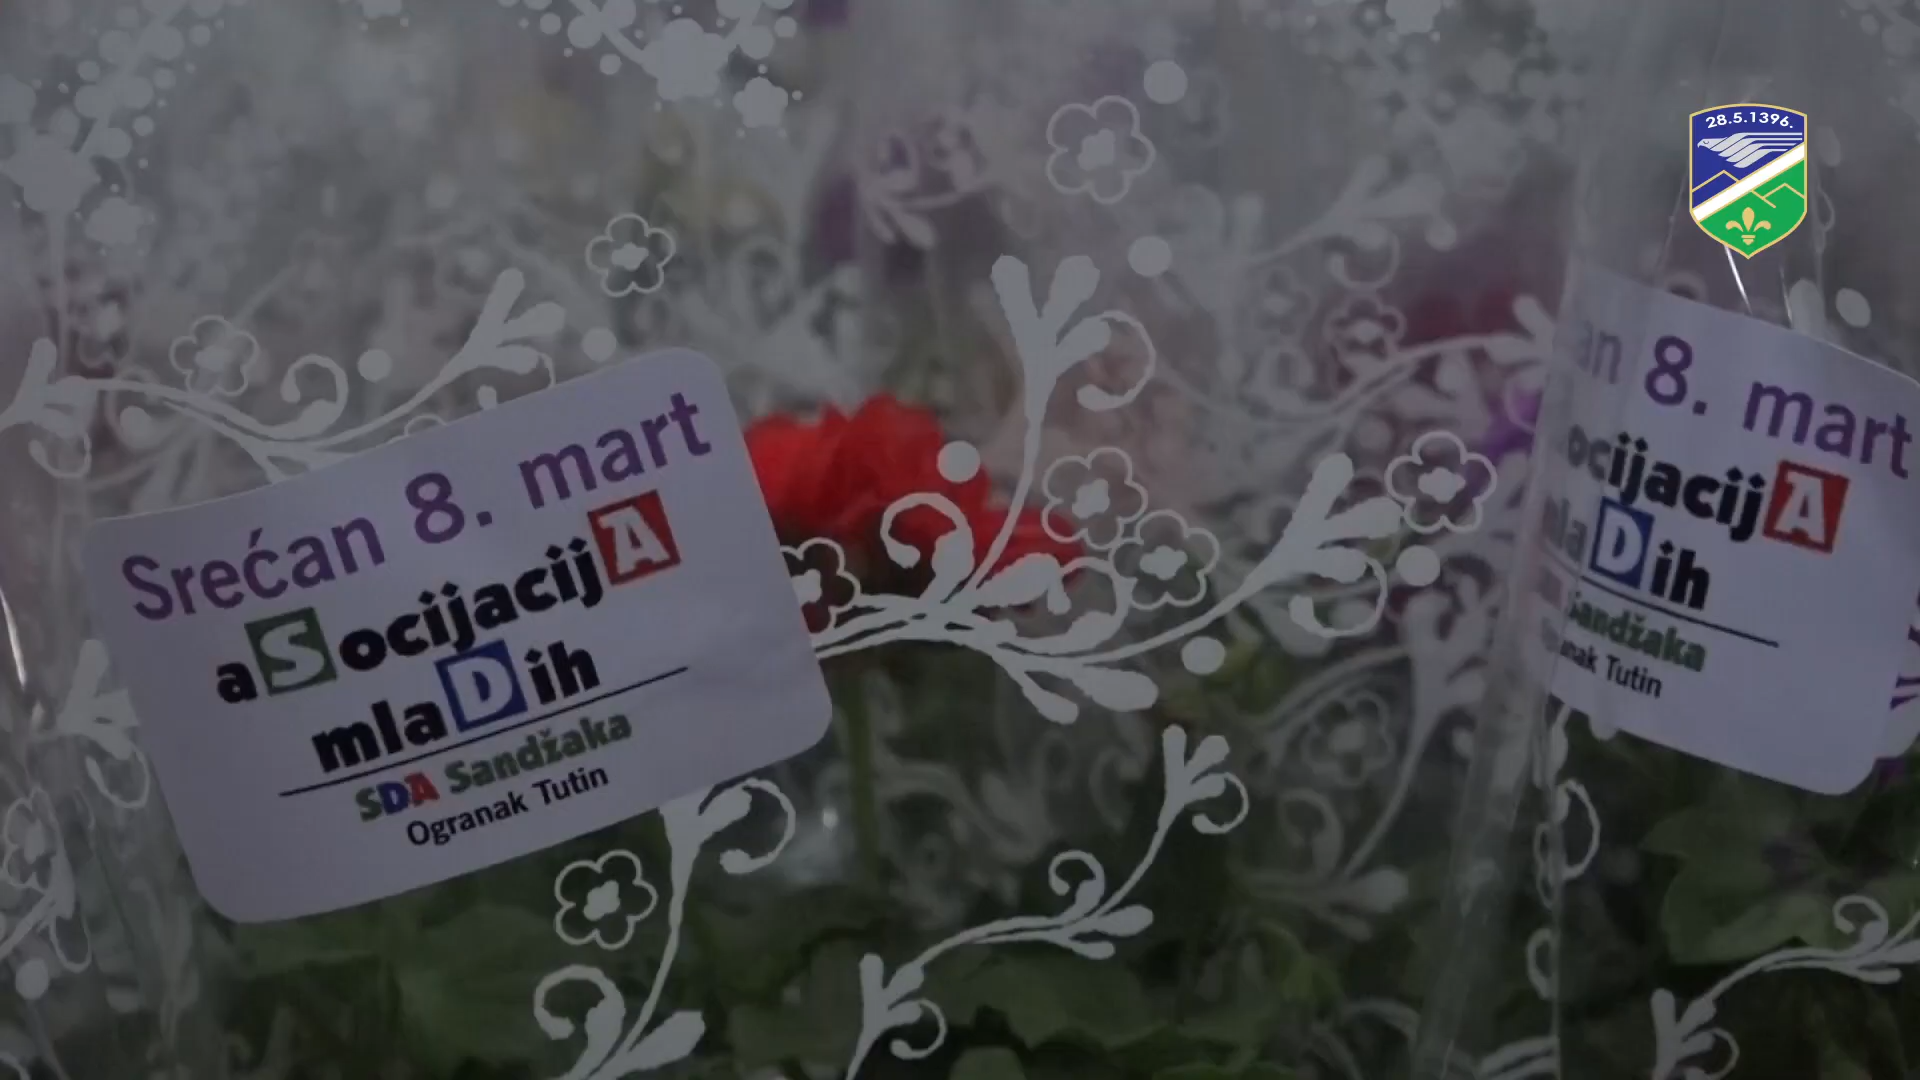 28.5.1396.
Srećan 8. mart
aSocijacijA
mlaDih
SDA Sandžaka
Ogranak Tutin
an 8. mart
ocijacijA
mlaDih
Sandžaka
Tutin